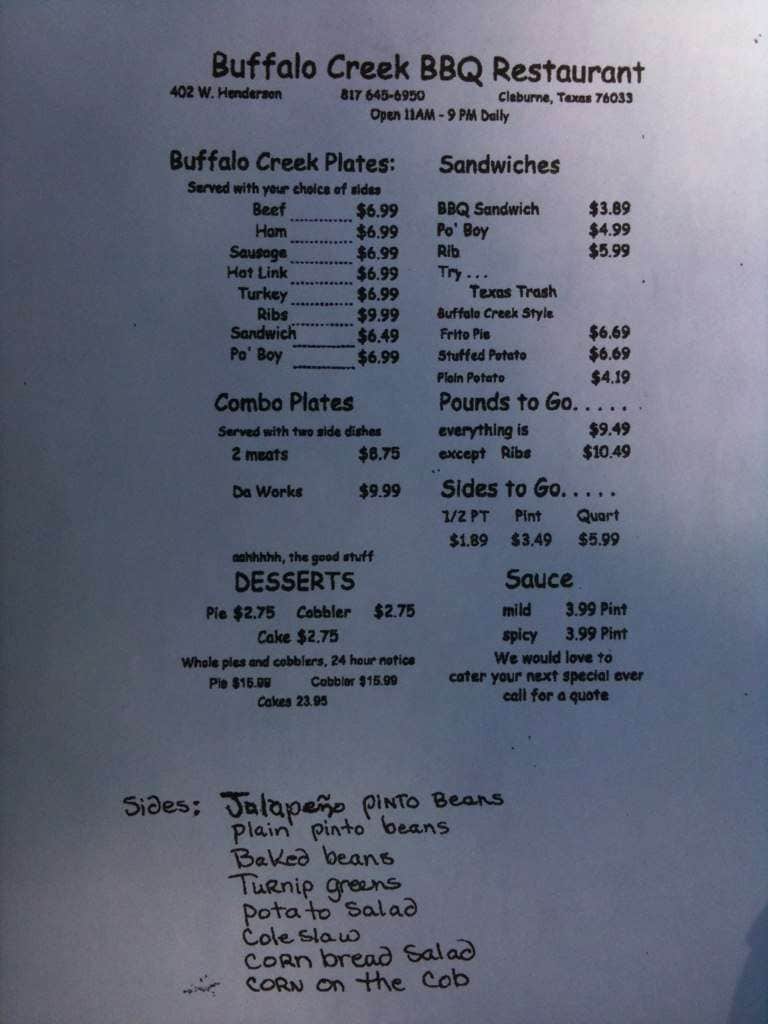 Buffalo Creek BBQ Restaurant
402 W. Henderson 817 645-6950 Cleburne, Texas 76033
Open 11AM - 9 PM Daily
Buffalo Creek Plates:
Served with your choice of sides
Beef $6.99
Ham $6.99
Sausage $6.99
Hot Link $6.99
Turkey $6.99
Ribs $9.99
Sandwich $6.49
Po' Boy $6.99
Combo Plates
Served with two side dishes
2 meats $8.75
Da Works $9.99
aahhhhh, the good stuff
DESSERTS
Pie $2.75 Cobbler $2.75
Cake $2.75
Whole pies and cobblers, 24 hour notice
Pie $15.99 Cobbler $15.99
Cakes 23.95
Sandwiches
BBQ Sandwich $3.89
Po' Boy $4.99
Rib $5.99
Try ...
Texas Trash
Buffalo Creek Style
Frito Pie $6.69
Stuffed Potato $6.69
Plain Potato $4.19
Pounds to Go. . . . . .
everything is $9.49
except Ribs $10.49
Sides to Go. . . . .
1/2 PT Pint Quart
$1.89 $3.49 $5.99
Sauce
mild 3.99 Pint
spicy 3.99 Pint
We would love to
cater your next special ever
call for a quote
Sides: Jalapeño pinto Beans
plain pinto beans
Baked beans
Turnip greens
potato Salad
Cole slaw
Corn bread Salad
Corn on the Cob